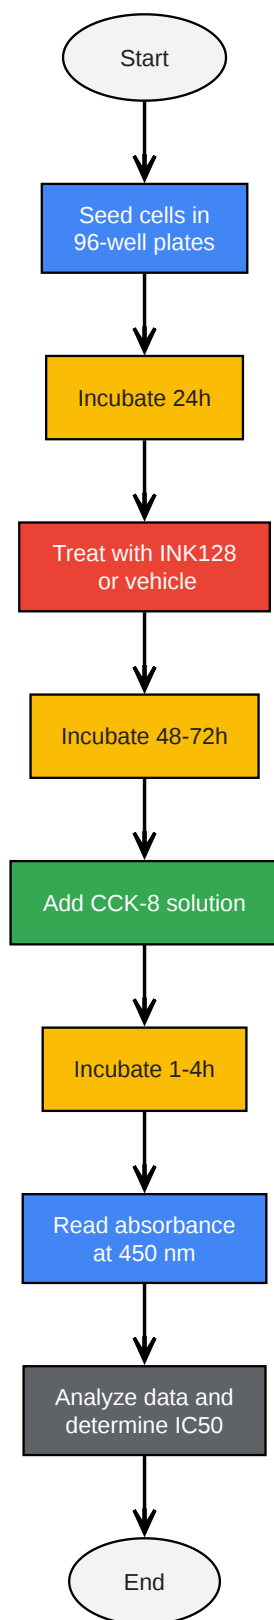 Start
Seed cells in
96-well plates
Incubate 24h
Treat with INK128
or vehicle
Incubate 48-72h
Add CCK-8 solution
Incubate 1-4h
Read absorbance
at 450 nm
Analyze data and
determine IC50
End